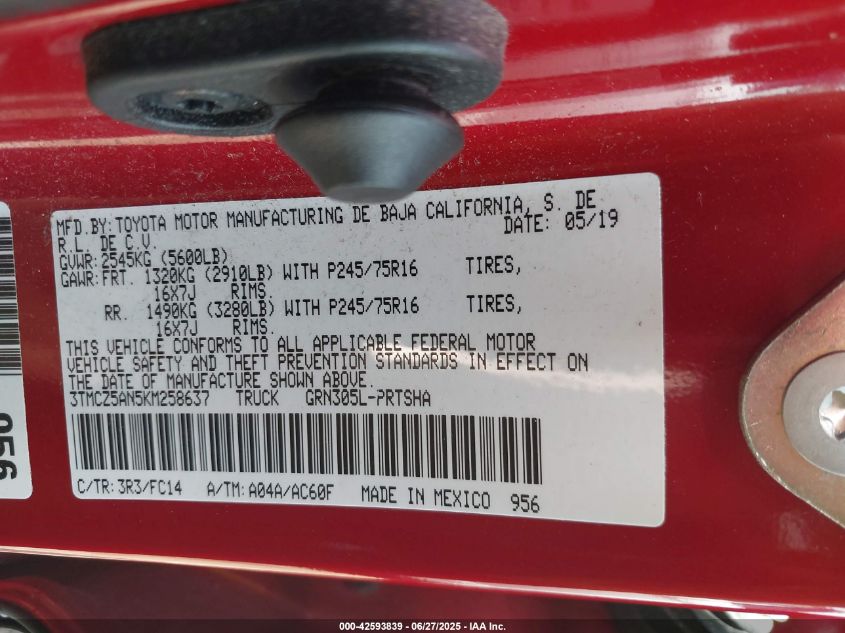 MFD.BY: TOYOTA MOTOR MANUFACTURING DE BAJA CALIFORNIA, S. DE
R.L. DE C.V. DATE: 05/19
GVWR: 2545KG (5600LB)
GAWR: FRT. 1320KG (2910LB) WITH P245/75R16 TIRES,
16X7J RIMS.
RR. 1490KG (3280LB) WITH P245/75R16 TIRES,
16X7J RIMS.
THIS VEHICLE CONFORMS TO ALL APPLICABLE FEDERAL MOTOR
VEHICLE SAFETY AND THEFT PREVENTION STANDARDS IN EFFECT ON
THE DATE OF MANUFACTURE SHOWN ABOVE.
3TMCZ5AN5KM258637 TRUCK GRN305L-PRTSHA
C/TR: 3R3/FC14 A/TM: A04A/AC60F MADE IN MEXICO 956
956
000-42593839 - 06/27/2025 - IAA Inc.